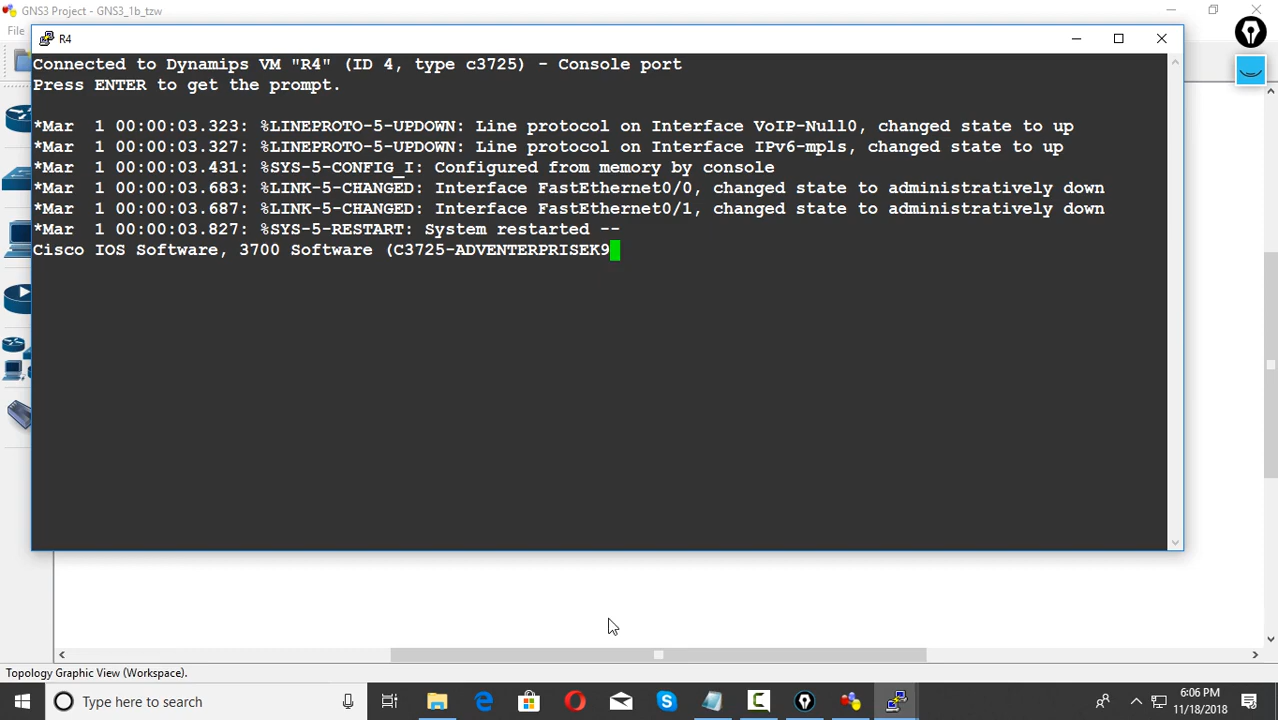 GNS3 Project - GNS3_1b_tzw
File
R4
Connected to Dynamips VM "R4" (ID 4, type c3725) - Console port
Press ENTER to get the prompt.
*Mar  1 00:00:03.323: %LINEPROTO-5-UPDOWN: Line protocol on Interface VoIP-Null0, changed state to up
*Mar  1 00:00:03.327: %LINEPROTO-5-UPDOWN: Line protocol on Interface IPv6-mpls, changed state to up
*Mar  1 00:00:03.431: %SYS-5-CONFIG_I: Configured from memory by console
*Mar  1 00:00:03.683: %LINK-5-CHANGED: Interface FastEthernet0/0, changed state to administratively down
*Mar  1 00:00:03.687: %LINK-5-CHANGED: Interface FastEthernet0/1, changed state to administratively down
*Mar  1 00:00:03.827: %SYS-5-RESTART: System restarted --
Cisco IOS Software, 3700 Software (C3725-ADVENTERPRISEK9
Topology Graphic View (Workspace).
Type here to search
6:06 PM
11/18/2018